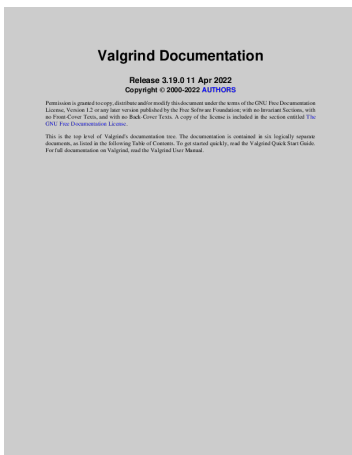 Valgrind Documentation
Release 3.19.0 11 Apr 2022
Copyright © 2000-2022 AUTHORS
Permission is granted to copy, distribute and/or modify this document under the terms of the GNU Free Documentation
License, Version 1.2 or any later version published by the Free Software Foundation; with no Invariant Sections, with
no Front-Cover Texts, and with no Back-Cover Texts. A copy of the license is included in the section entitled The
GNU Free Documentation License.
This is the top level of Valgrind's documentation tree. The documentation is contained in six logically separate
documents, as listed in the following Table of Contents. To get started quickly, read the Valgrind Quick Start Guide.
For full documentation on Valgrind, read the Valgrind User Manual.